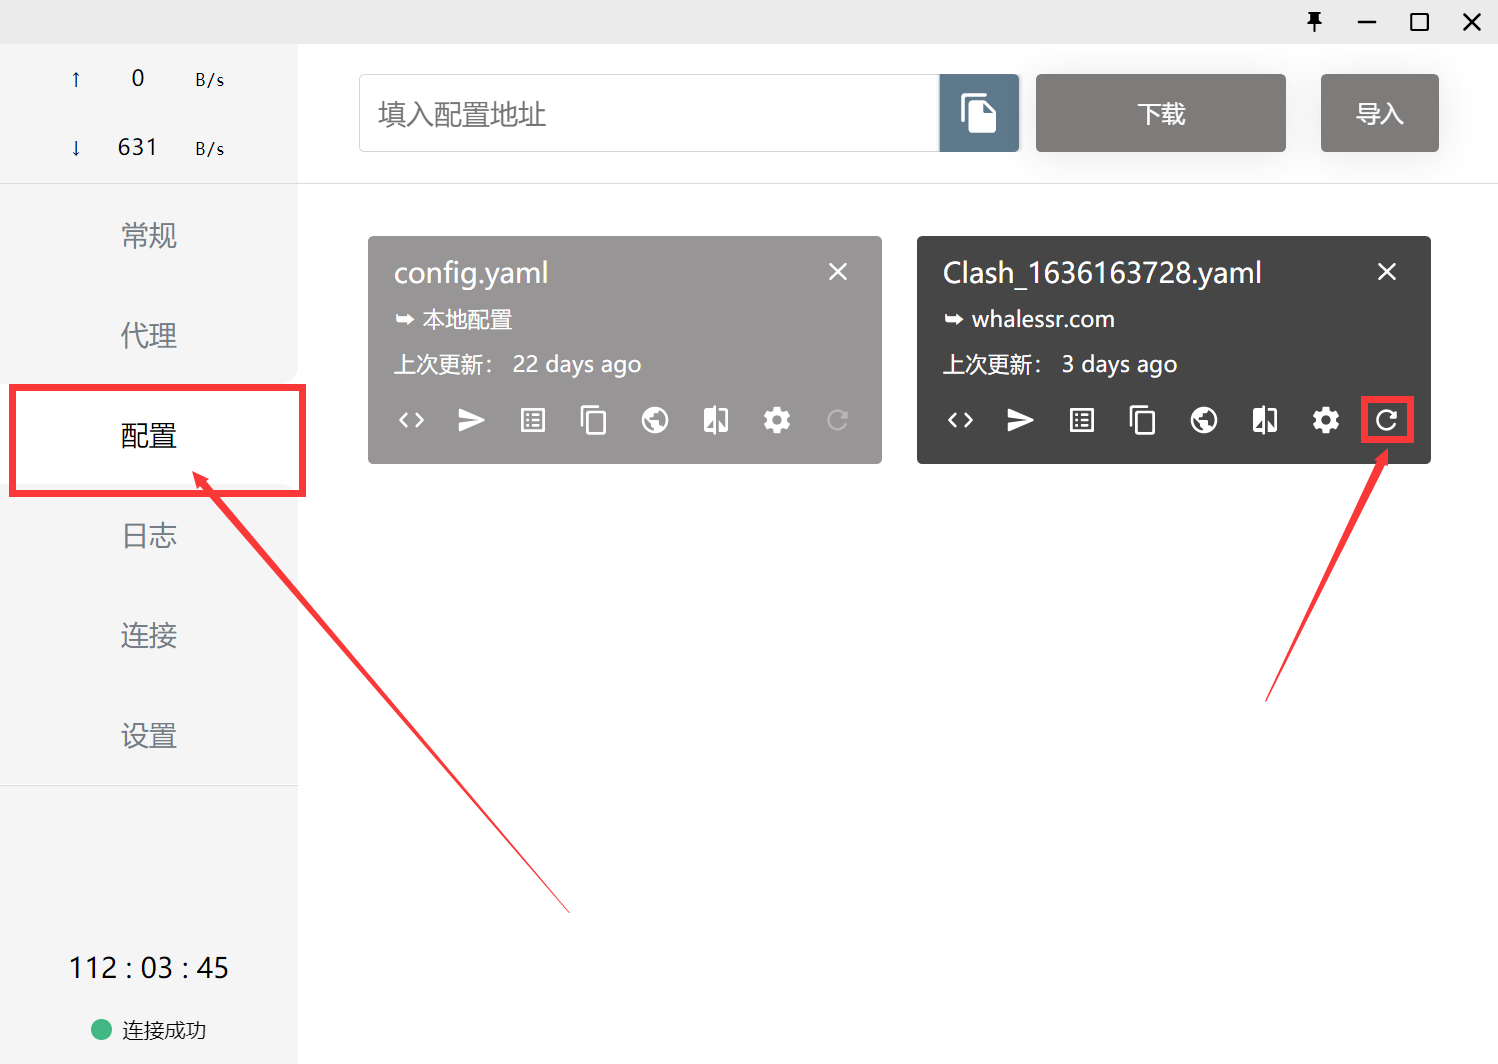 ↑ 0 B/s
↓ 631 B/s
常规
代理
配置
日志
连接
设置
112 : 03 : 45
连接成功
填入配置地址
下载
导入
config.yaml
本地配置
上次更新： 22 days ago
Clash_1636163728.yaml
whalessr.com
上次更新： 3 days ago